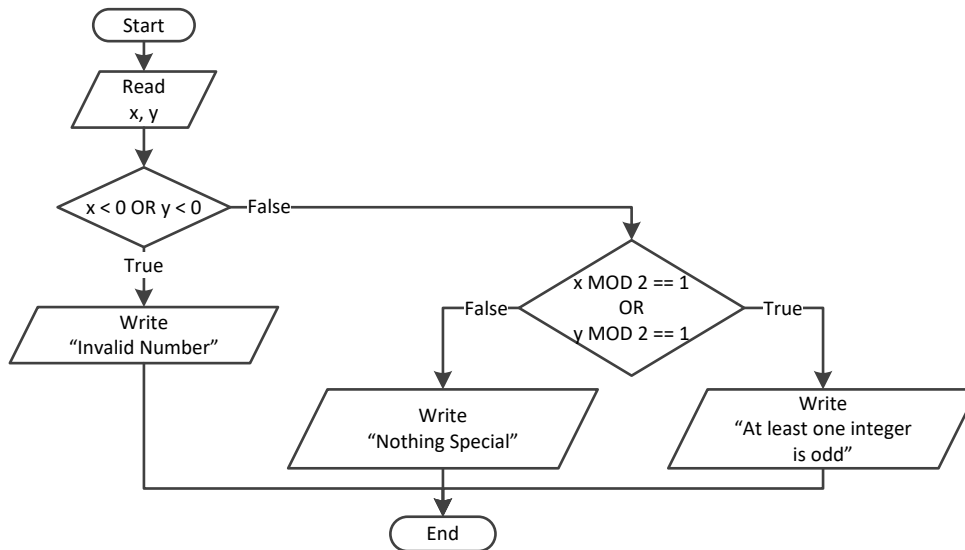 Start
Read
x, y
x < 0 OR y < 0
False
True
Write
“Invalid Number”
x MOD 2 == 1
OR
y MOD 2 == 1
False
True
Write
“Nothing Special”
Write
“At least one integer
is odd”
End